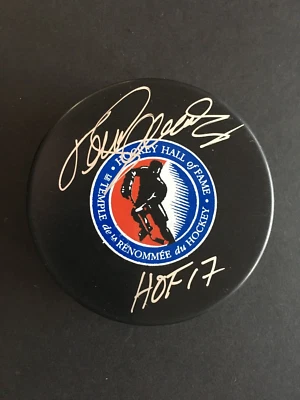 HOCKEY HALL of FAME
LE TEMPLE de LA RENOMMÉE du HOCKEY
HOF 17